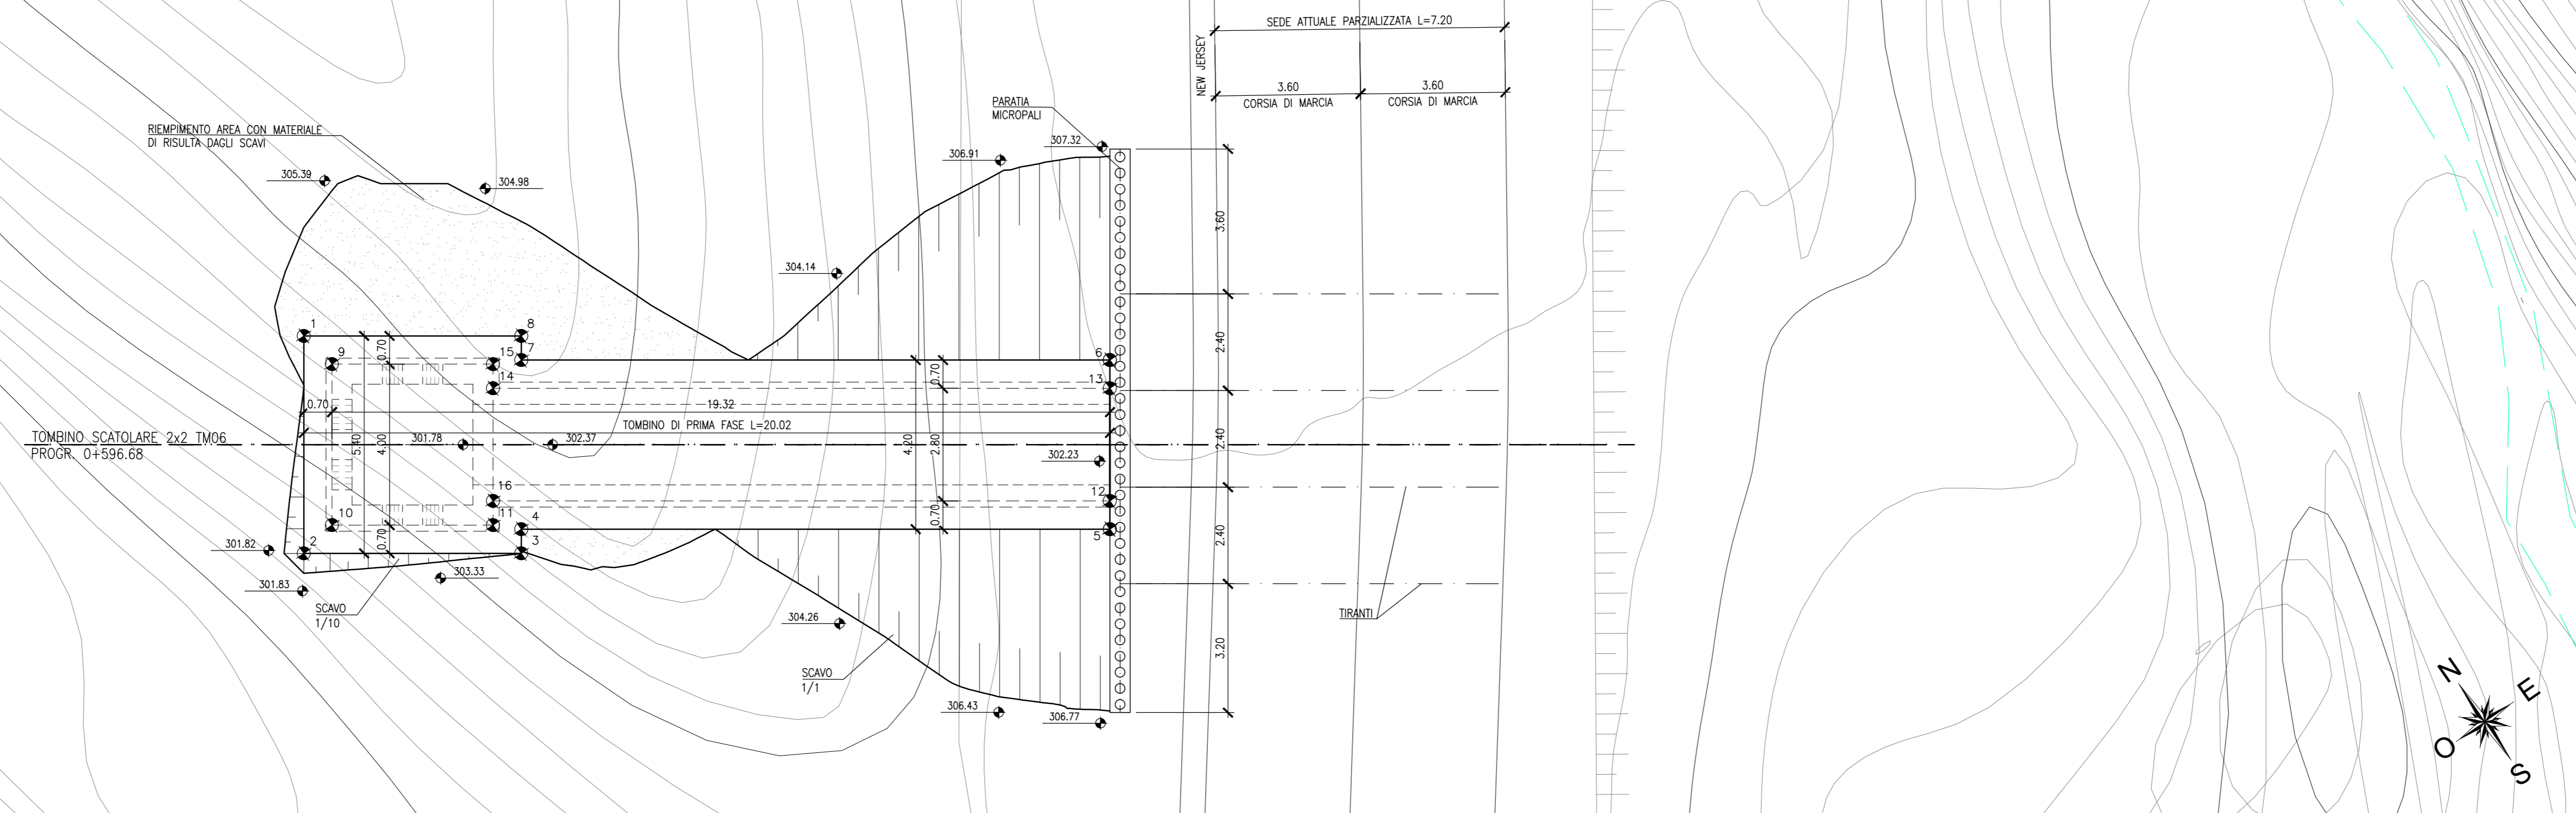 SEDE ATTUALE PARZIALIZZATA L=7.20
NEW JERSEY
3.60
3.60
CORSIA DI MARCIA
CORSIA DI MARCIA
PARATIA
MICROPALI
307.32
306.91
RIEMPIMENTO AREA CON MATERIALE
DI RISULTA DAGLI SCAVI
305.39
304.98
304.14
3.60
1
8
7
9
15
14
6
13
0.70
0.70
2.40
0.70
19.32
TOMBINO DI PRIMA FASE L=20.02
TOMBINO SCATOLARE 2x2 TM06
PROGR. 0+596.68
5.40
4.00
301.78
302.37
4.20
2.80
2.40
302.23
16
12
10
11
4
0.70
0.70
5
2
3
2.40
301.82
301.83
303.33
SCAVO
1/10
304.26
TIRANTI
3.20
SCAVO
1/1
306.43
306.77
N
E
O
S